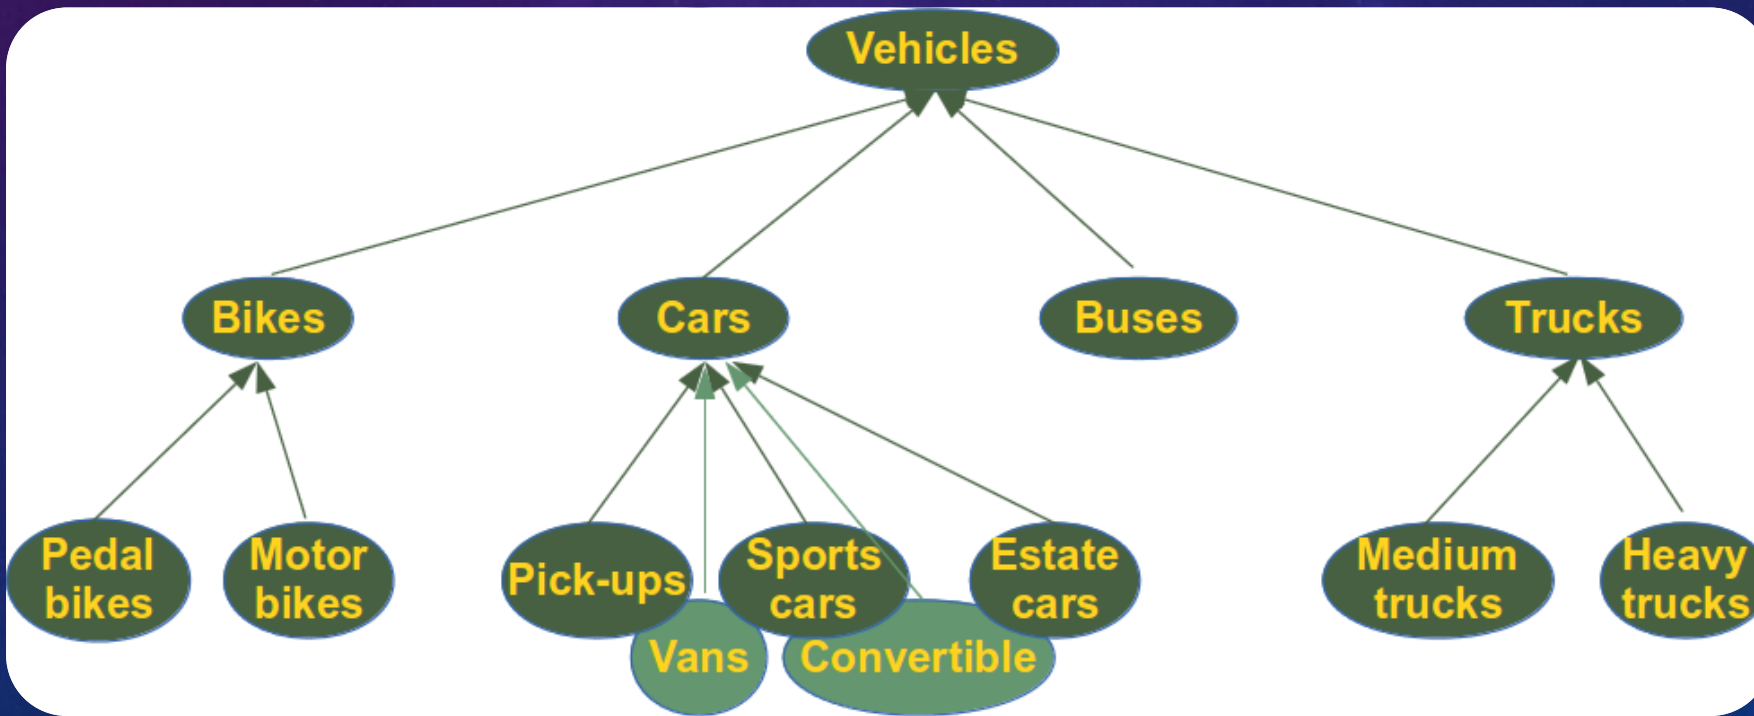 Vehicles
Bikes
Cars
Buses
Trucks
Pedal
bikes
Motor
bikes
Pick-ups
Sports
cars
Estate
cars
Medium
trucks
Heavy
trucks
Vans
Convertible